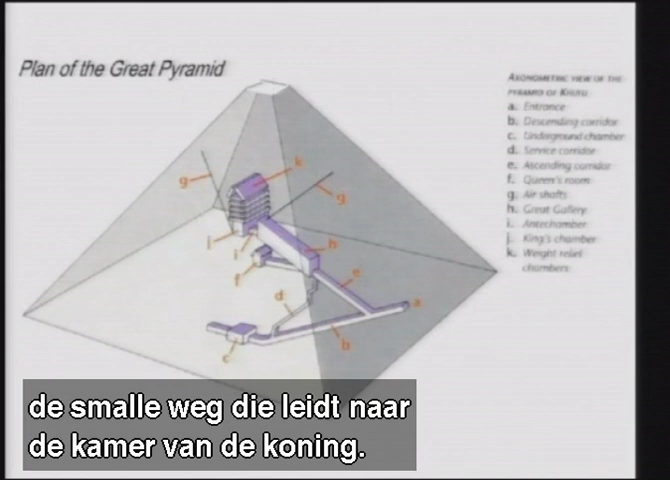 Plan of the Great Pyramid
AXONOMETRIC VIEW OF THE
PYRAMID OF KHUFU
a. Entrance
b. Descending corridor
c. Underground chamber
d. Service corridor
e. Ascending corridor
f. Queen's room
g. Air shafts
h. Great Gallery
i. Antechamber
j. King's chamber
k. Weight relief
chambers
k
g
g
j
i
h
f
e
d
a
c
b
de smalle weg die leidt naar
de kamer van de koning.